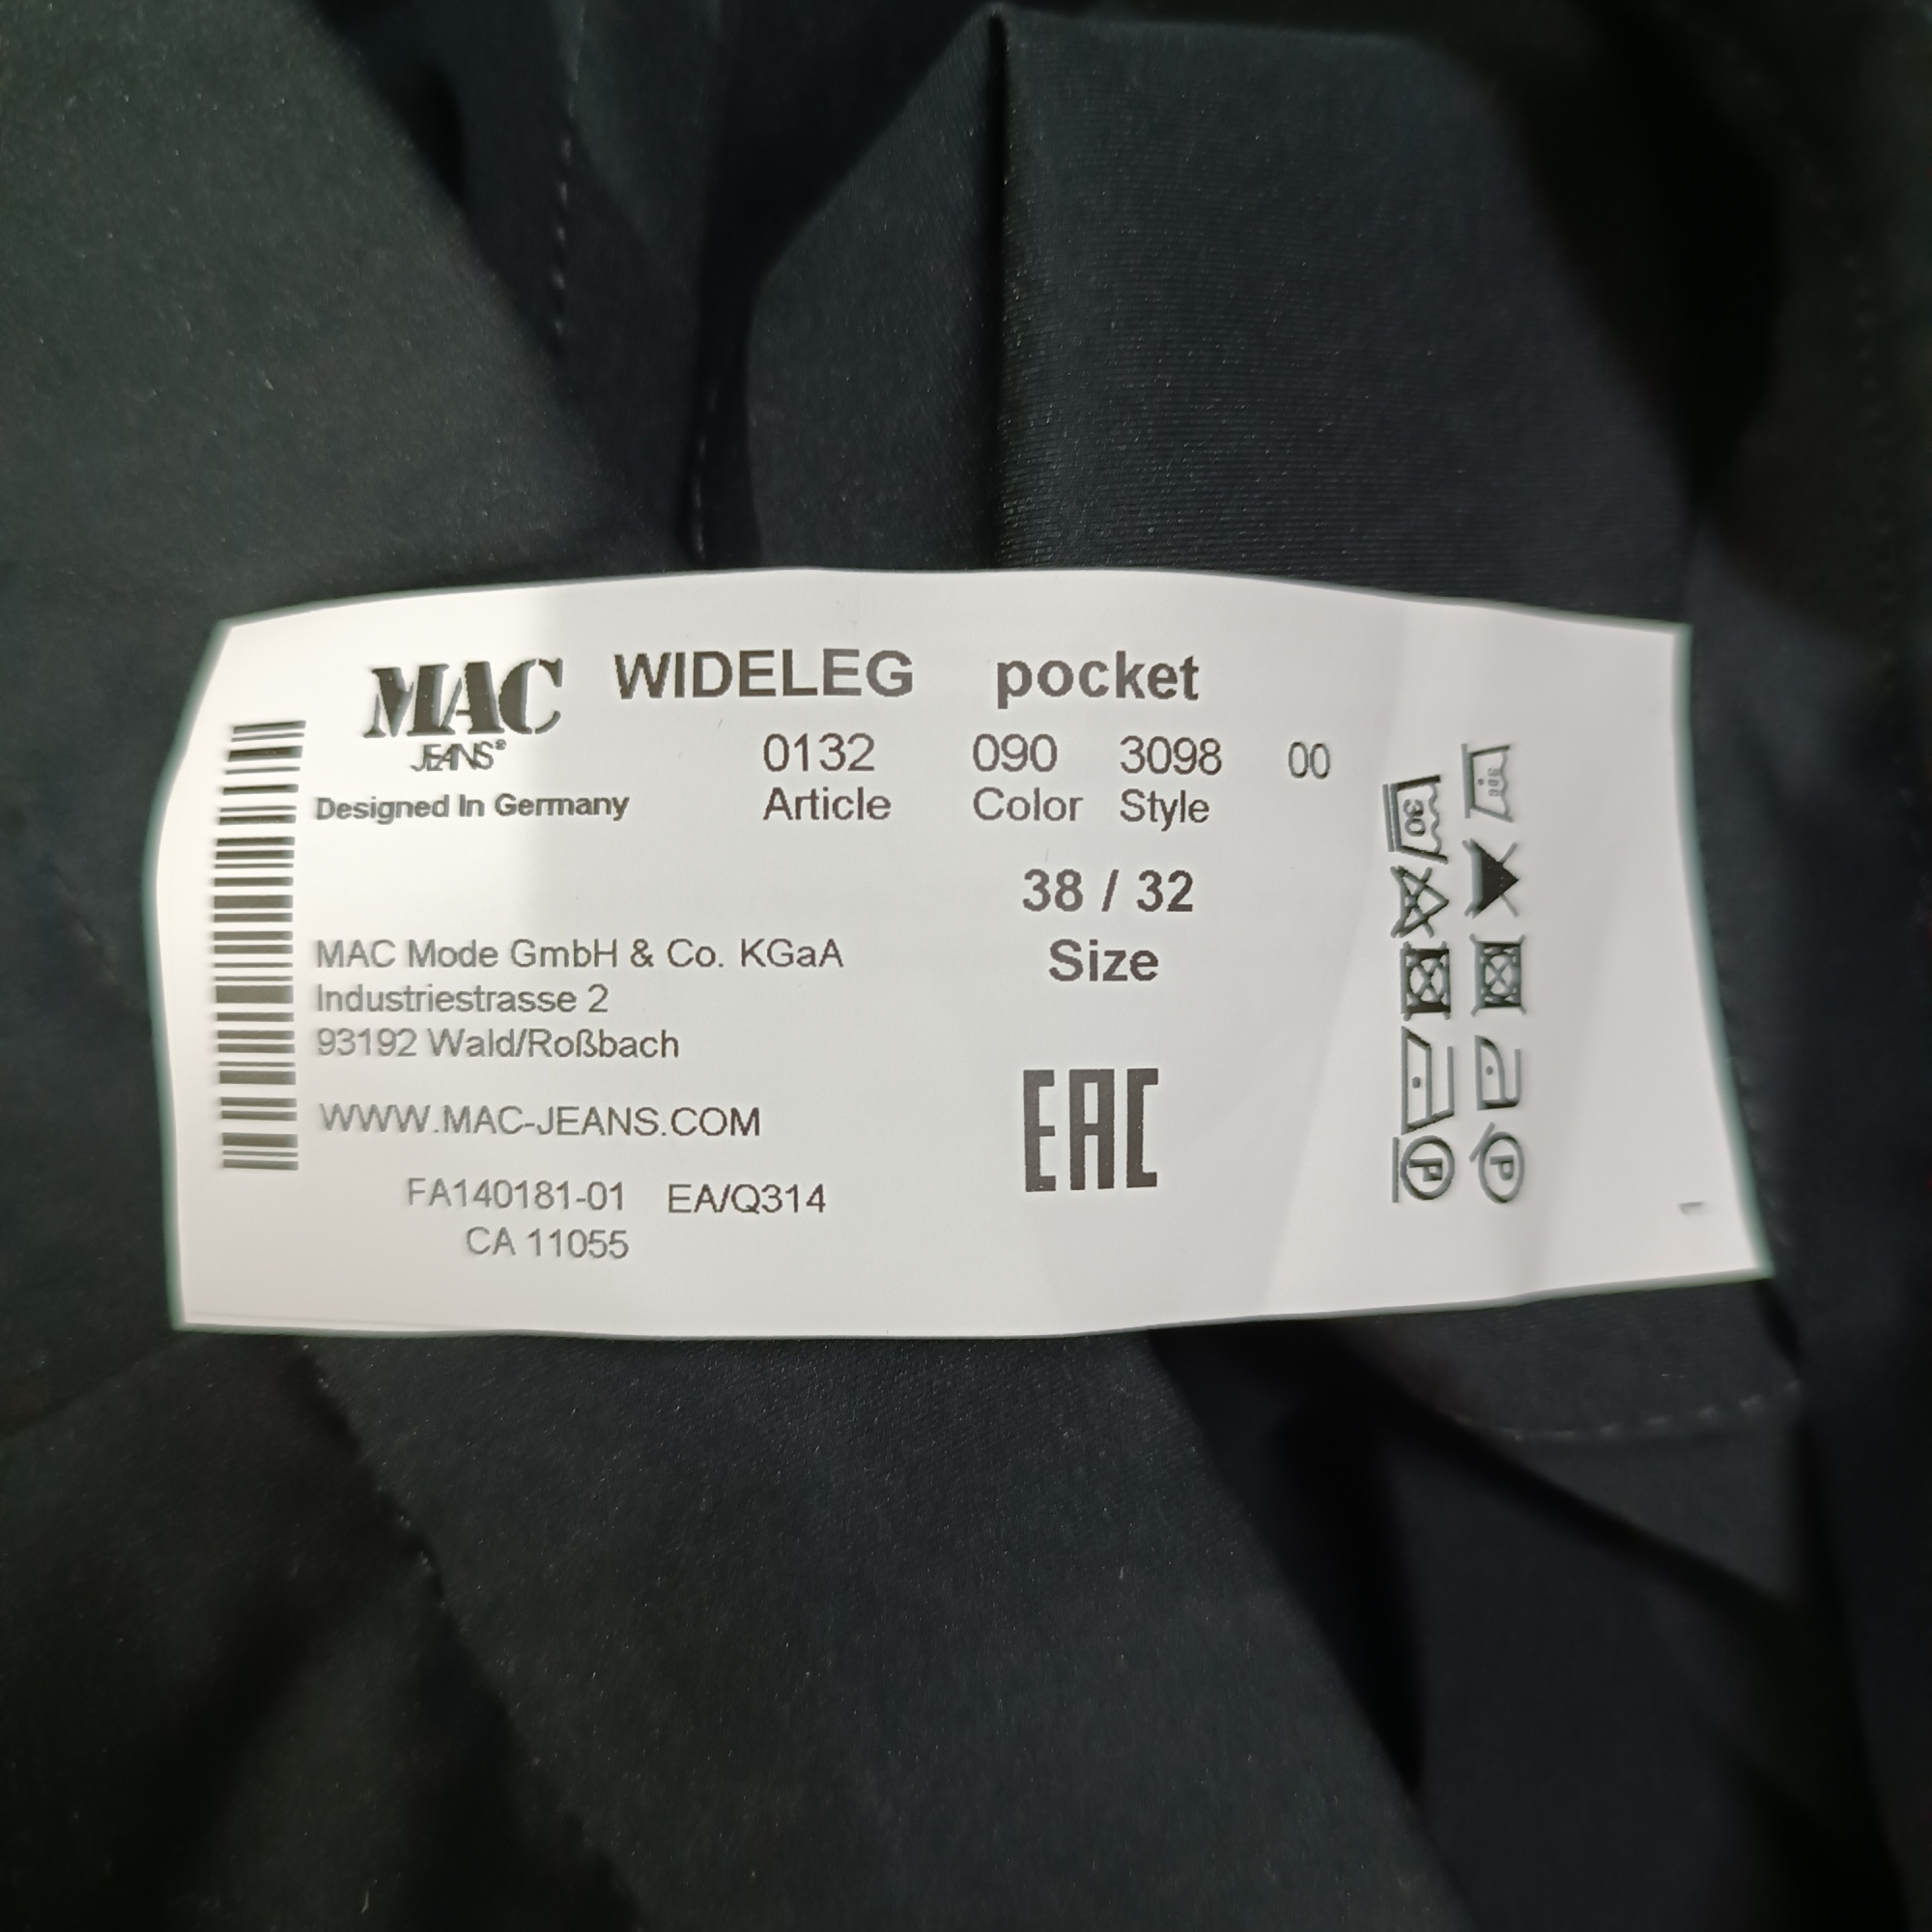 MAC WIDELEG pocket
JEANS®
0132 090 3098 00
Designed In Germany Article Color Style
38 / 32
Size
MAC Mode GmbH & Co. KGaA
Industriestrasse 2
93192 Wald/Roßbach
WWW.MAC-JEANS.COM
EAC
FA140181-01 EA/Q314
CA 11055
30
P
P